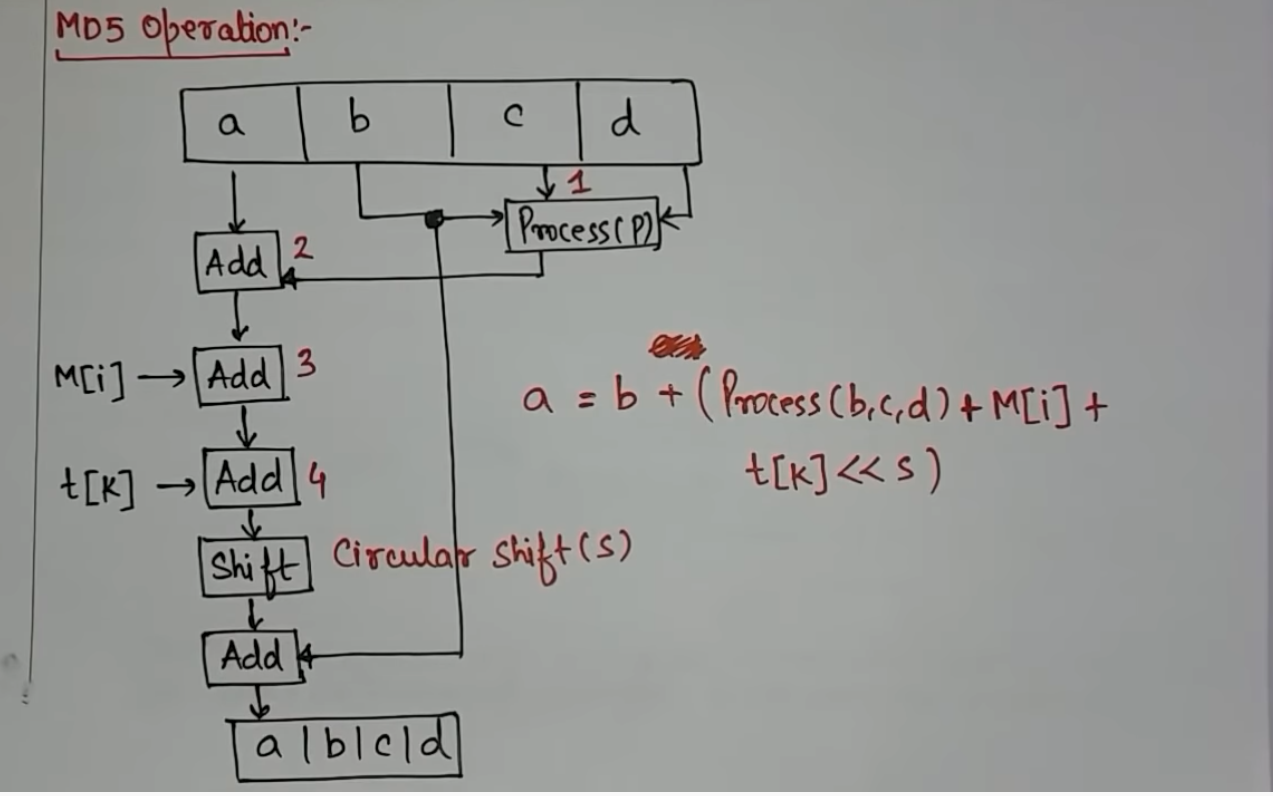 MD5 Operation:-
a b c d
1
Process(P)
Add 2
M[i] → Add 3
a = b + (Process(b,c,d) + M[i] +
t[K] << s)
t[K] → Add 4
Shift Circular Shift(s)
Add
a | b | c | d